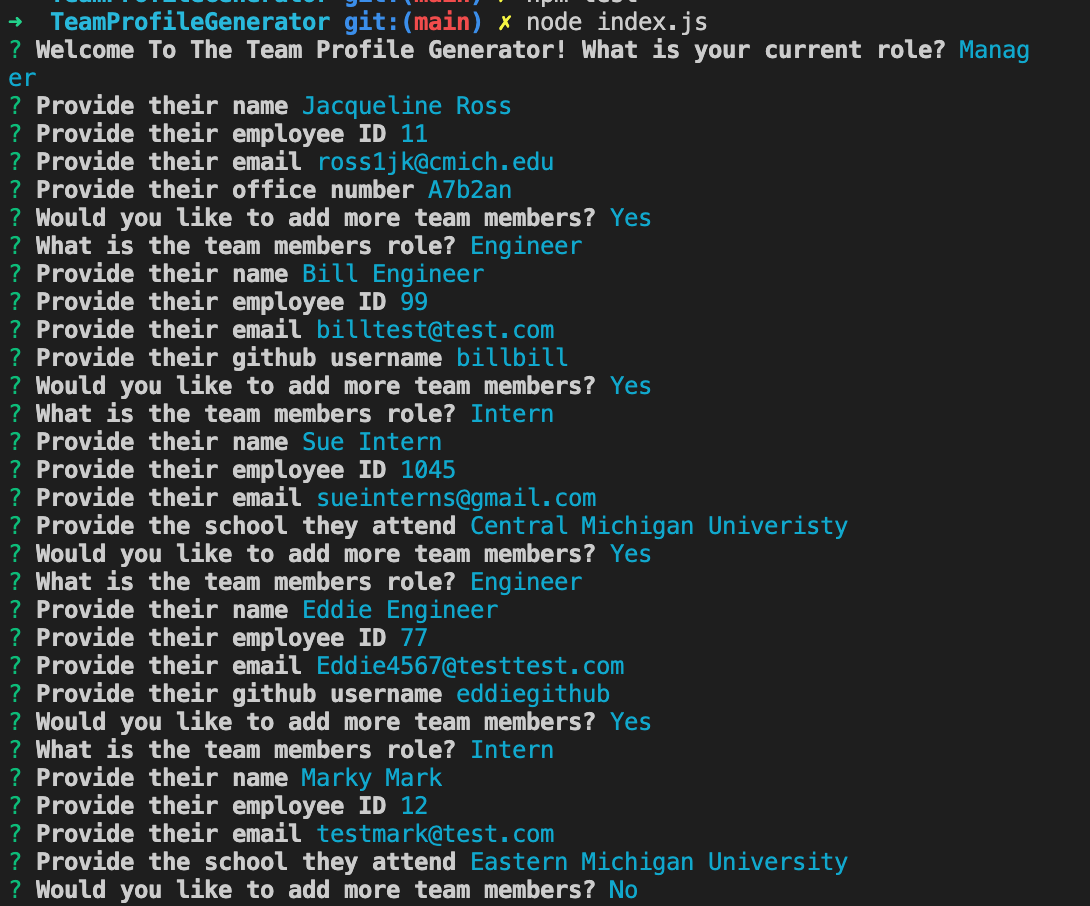 TeamProfileGenerator git:(main) ✗ npm test
➜ TeamProfileGenerator git:(main) ✗ node index.js
? Welcome To The Team Profile Generator! What is your current role? Manag
er
? Provide their name Jacqueline Ross
? Provide their employee ID 11
? Provide their email ross1jk@cmich.edu
? Provide their office number A7b2an
? Would you like to add more team members? Yes
? What is the team members role? Engineer
? Provide their name Bill Engineer
? Provide their employee ID 99
? Provide their email billtest@test.com
? Provide their github username billbill
? Would you like to add more team members? Yes
? What is the team members role? Intern
? Provide their name Sue Intern
? Provide their employee ID 1045
? Provide their email sueinterns@gmail.com
? Provide the school they attend Central Michigan Univeristy
? Would you like to add more team members? Yes
? What is the team members role? Engineer
? Provide their name Eddie Engineer
? Provide their employee ID 77
? Provide their email Eddie4567@testtest.com
? Provide their github username eddiegithub
? Would you like to add more team members? Yes
? What is the team members role? Intern
? Provide their name Marky Mark
? Provide their employee ID 12
? Provide their email testmark@test.com
? Provide the school they attend Eastern Michigan University
? Would you like to add more team members? No